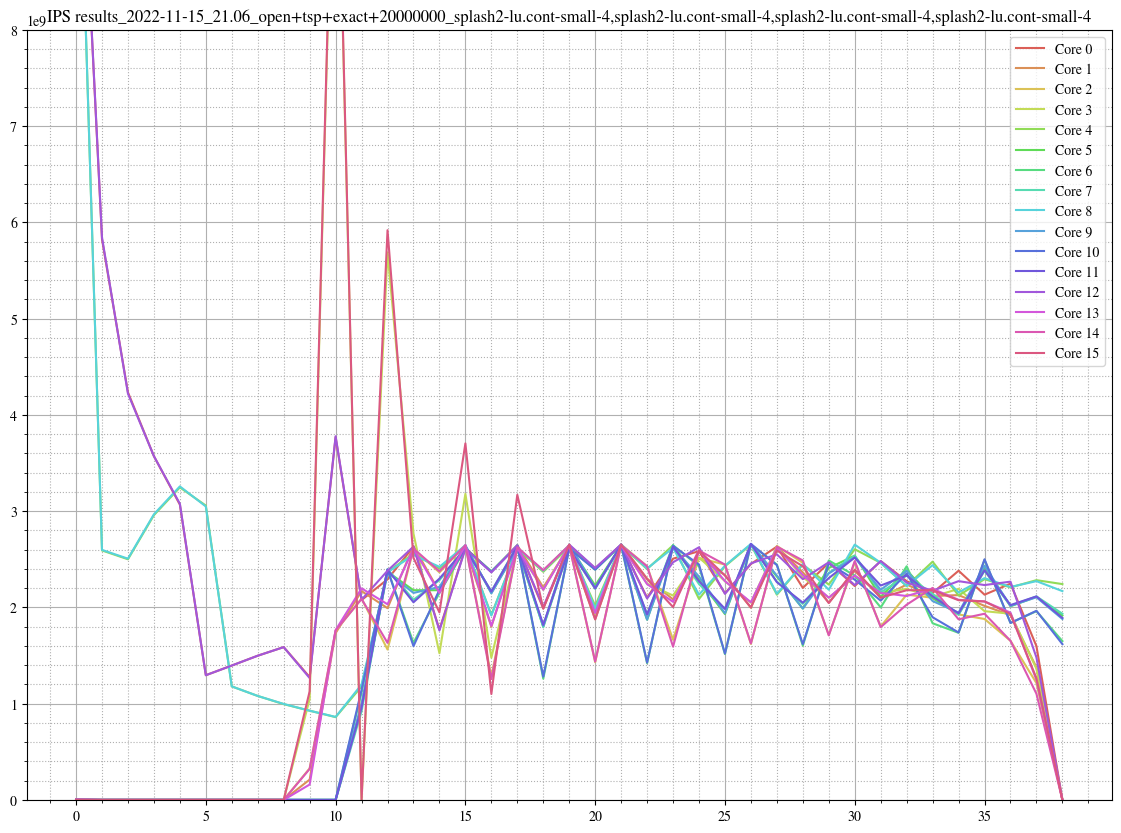 IPS results_2022-11-15_21.06_open+tsp+exact+20000000_splash2-lu.cont-small-4,splash2-lu.cont-small-4,splash2-lu.cont-small-4,splash2-lu.cont-small-4
1e9
8
7
6
5
4
3
2
1
0
0 5 10 15 20 25 30 35
Core 0
Core 1
Core 2
Core 3
Core 4
Core 5
Core 6
Core 7
Core 8
Core 9
Core 10
Core 11
Core 12
Core 13
Core 14
Core 15